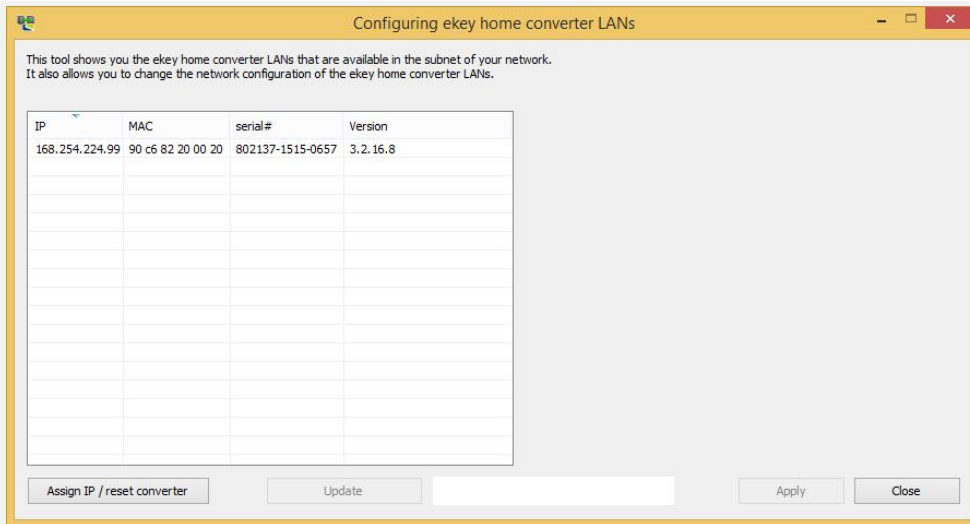 Configuring ekey home converter LANs
This tool shows you the ekey home converter LANs that are available in the subnet of your network.
It also allows you to change the network configuration of the ekey home converter LANs.
IP MAC serial# Version
168.254.224.99 90 c6 82 20 00 20 802137-1515-0657 3.2.16.8
Assign IP / reset converter Update Apply Close